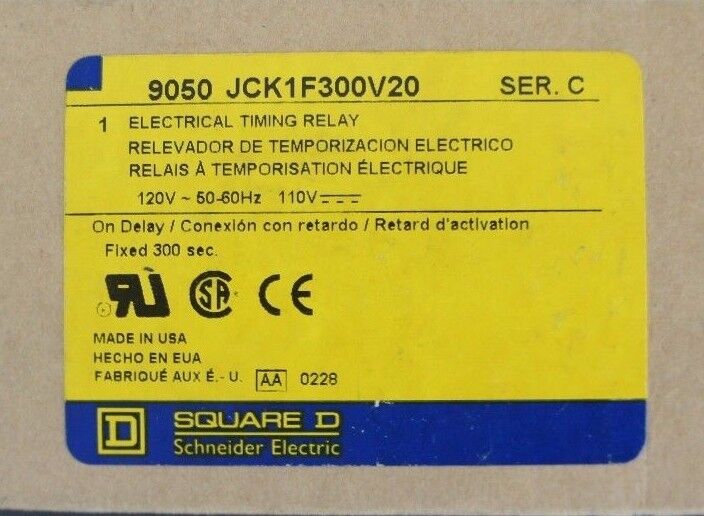 9050 JCK1F300V20 SER. C
1 ELECTRICAL TIMING RELAY
RELEVADOR DE TEMPORIZACION ELECTRICO
RELAIS À TEMPORISATION ÉLECTRIQUE
120V ~ 50-60Hz 110V ⎓
On Delay / Conexión con retardo / Retard d'activation
Fixed 300 sec.
RU ® SA CE
MADE IN USA
HECHO EN EUA
FABRIQUÉ AUX É.- U. AA 0228
D SQUARE D
Schneider Electric